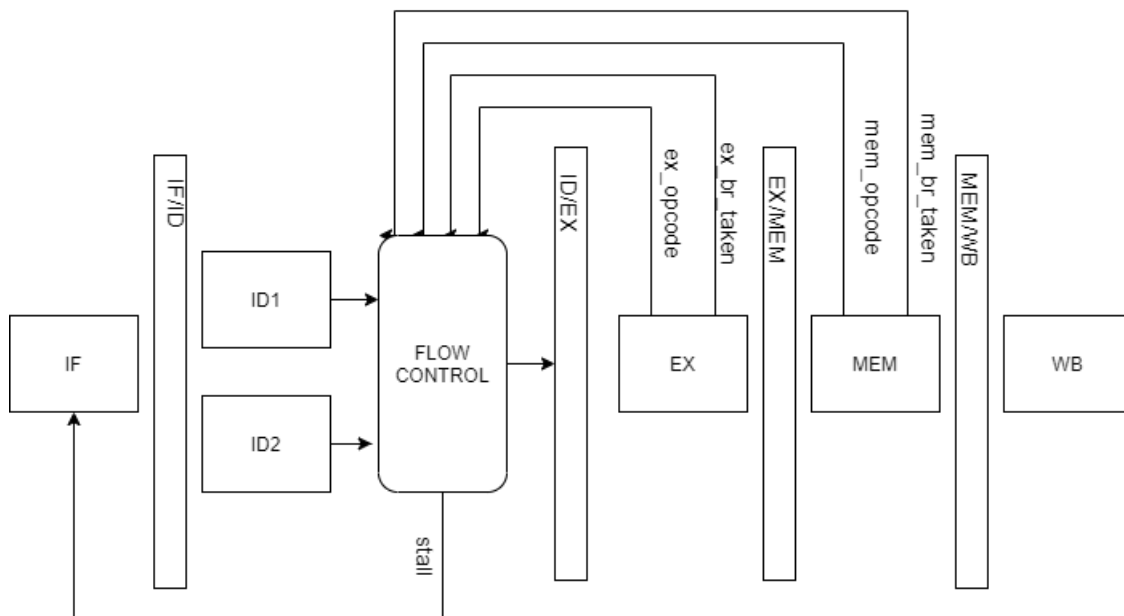 IF
IF/ID
ID1
ID2
FLOW
CONTROL
stall
ID/EX
ex_opcode
ex_br_taken
EX
EX/MEM
mem_opcode
mem_br_taken
MEM
MEM/WB
WB